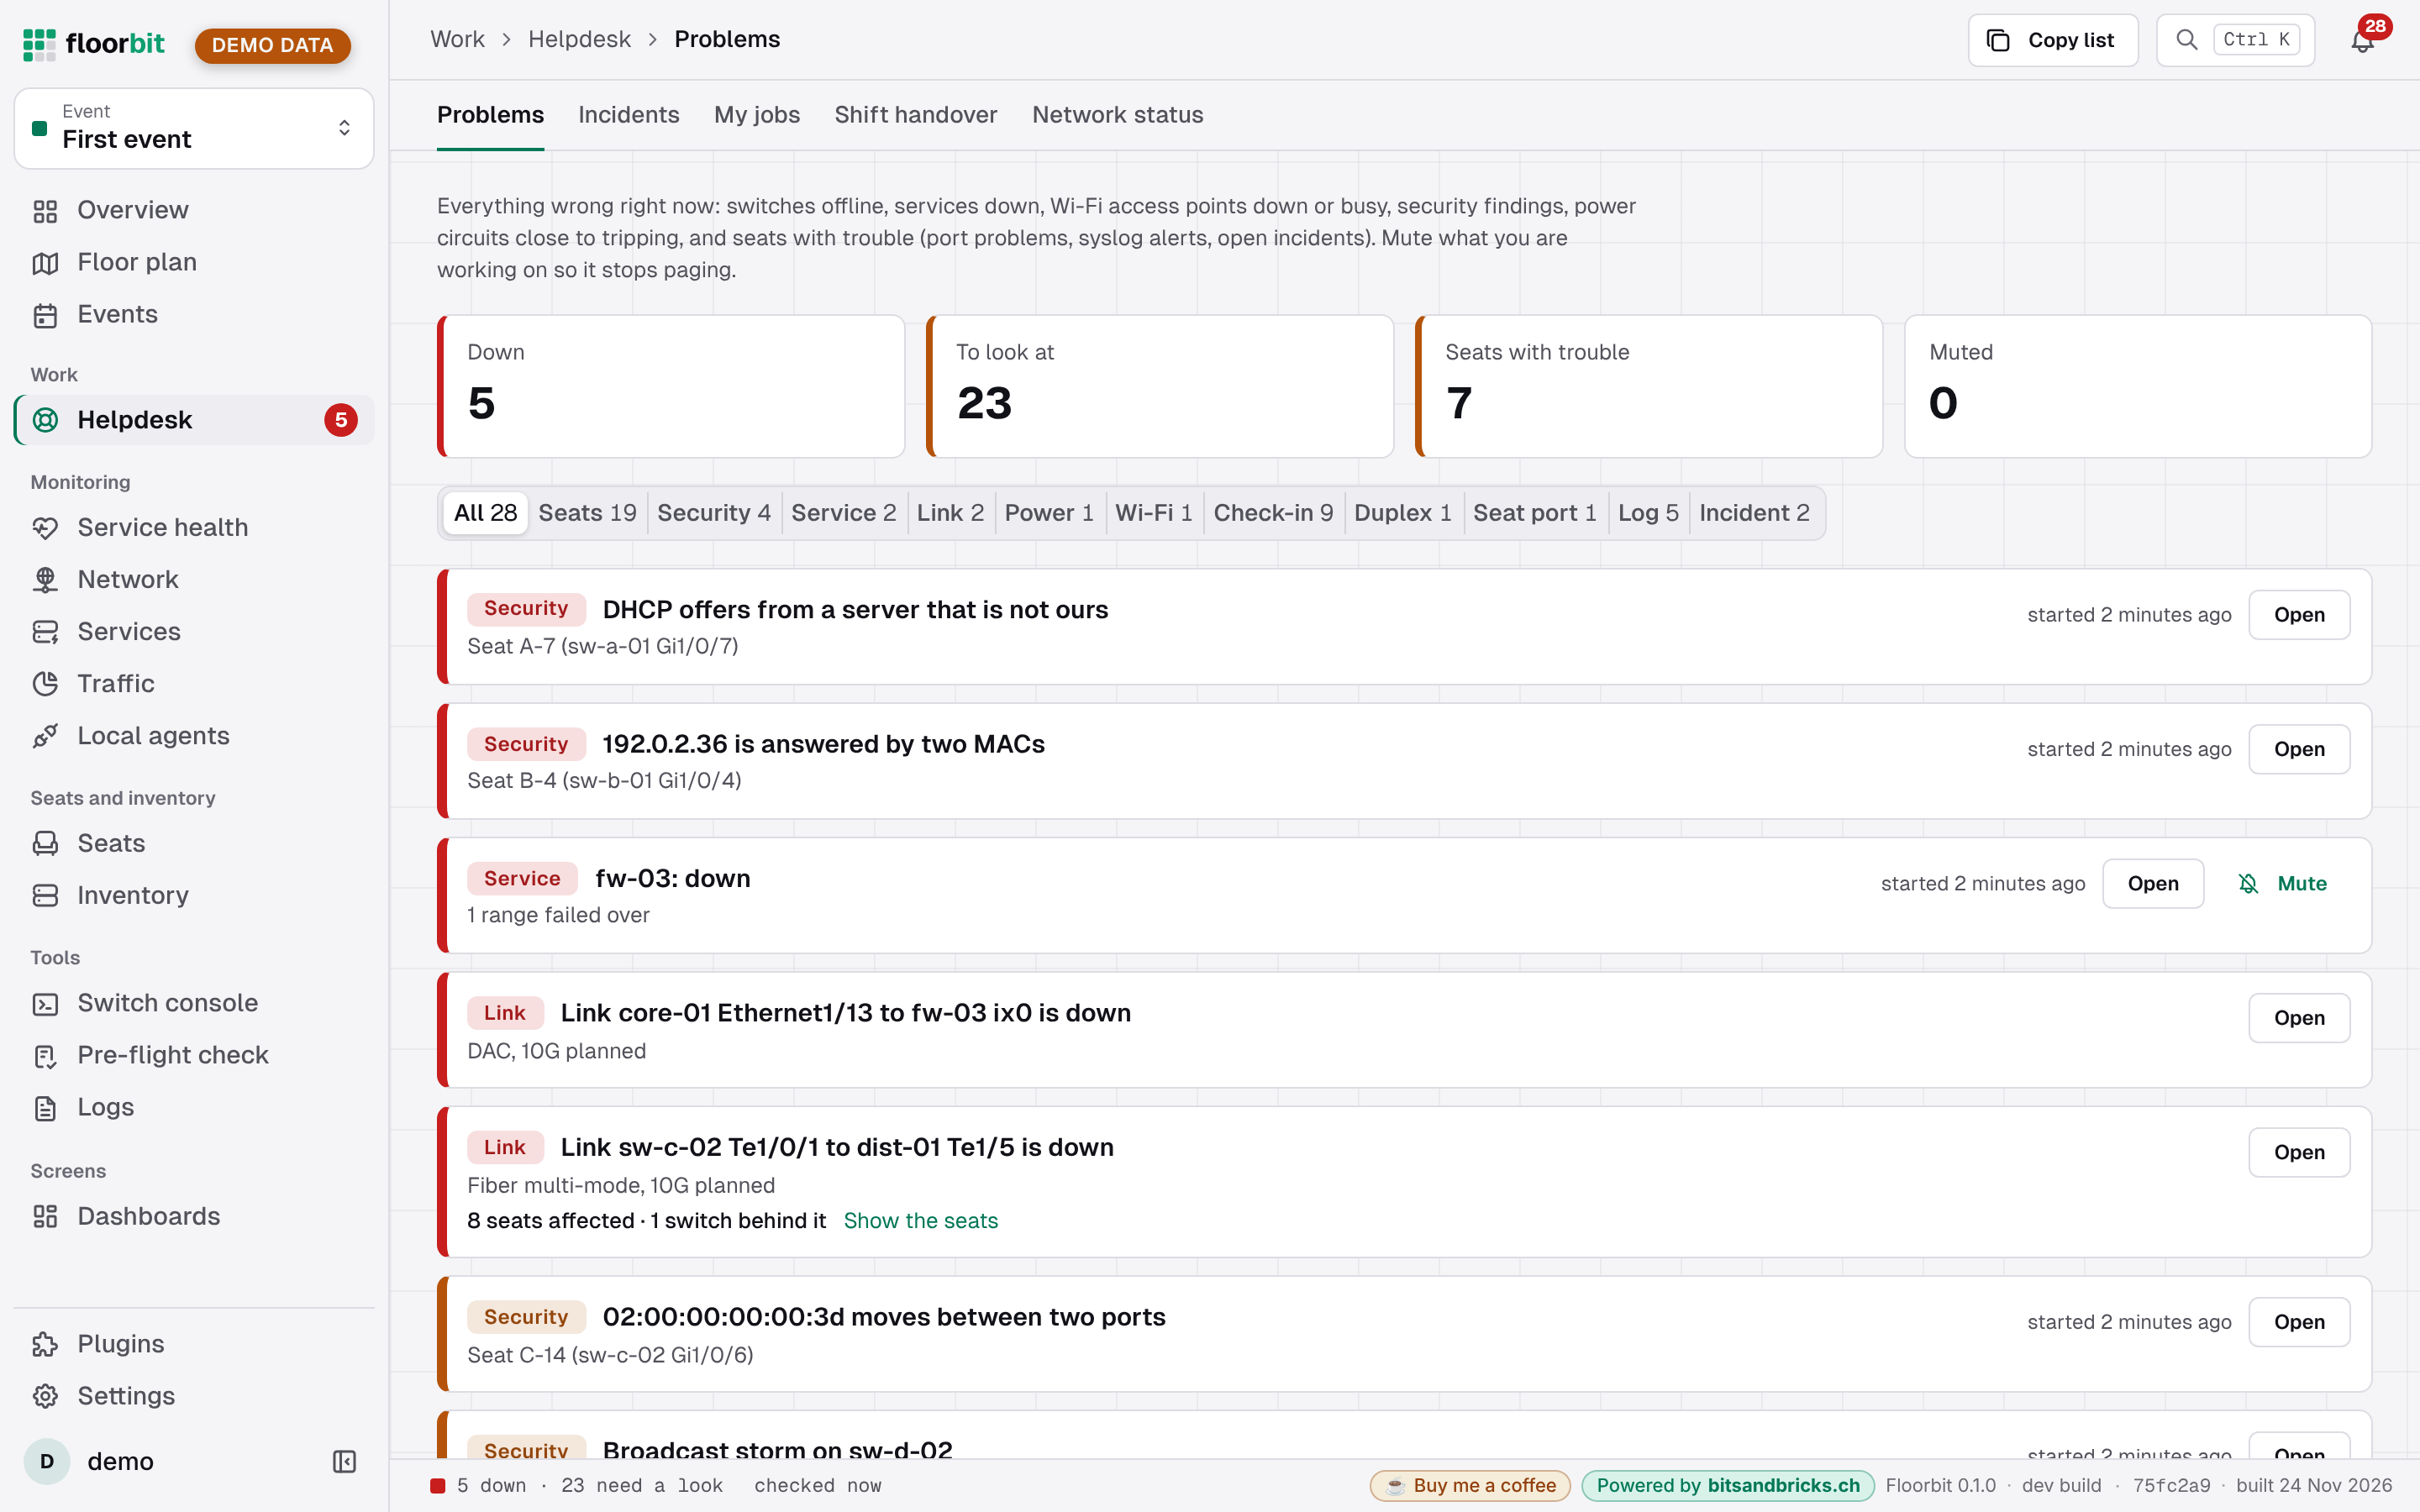 floorbit
DEMO DATA
Event
First event
Overview
Floor plan
Events
Work
Helpdesk 5
Monitoring
Service health
Network
Services
Traffic
Local agents
Seats and inventory
Seats
Inventory
Tools
Switch console
Pre-flight check
Logs
Screens
Dashboards
Plugins
Settings
D demo
Work > Helpdesk > Problems
Copy list
Ctrl K
28
Problems Incidents My jobs Shift handover Network status
Everything wrong right now: switches offline, services down, Wi-Fi access points down or busy, security findings, power
circuits close to tripping, and seats with trouble (port problems, syslog alerts, open incidents). Mute what you are
working on so it stops paging.
Down
5
To look at
23
Seats with trouble
7
Muted
0
All 28 Seats 19 Security 4 Service 2 Link 2 Power 1 Wi-Fi 1 Check-in 9 Duplex 1 Seat port 1 Log 5 Incident 2
Security DHCP offers from a server that is not ours started 2 minutes ago Open
Seat A-7 (sw-a-01 Gi1/0/7)
Security 192.0.2.36 is answered by two MACs started 2 minutes ago Open
Seat B-4 (sw-b-01 Gi1/0/4)
Service fw-03: down started 2 minutes ago Open Mute
1 range failed over
Link Link core-01 Ethernet1/13 to fw-03 ix0 is down Open
DAC, 10G planned
Link Link sw-c-02 Te1/0/1 to dist-01 Te1/5 is down Open
Fiber multi-mode, 10G planned
8 seats affected · 1 switch behind it Show the seats
Security 02:00:00:00:00:3d moves between two ports started 2 minutes ago Open
Seat C-14 (sw-c-02 Gi1/0/6)
Security Broadcast storm on sw-d-02 started 2 minutes ago Open
5 down · 23 need a look checked now
Buy me a coffee Powered by bitsandbricks.ch Floorbit 0.1.0 · dev build · 75fc2a9 · built 24 Nov 2026